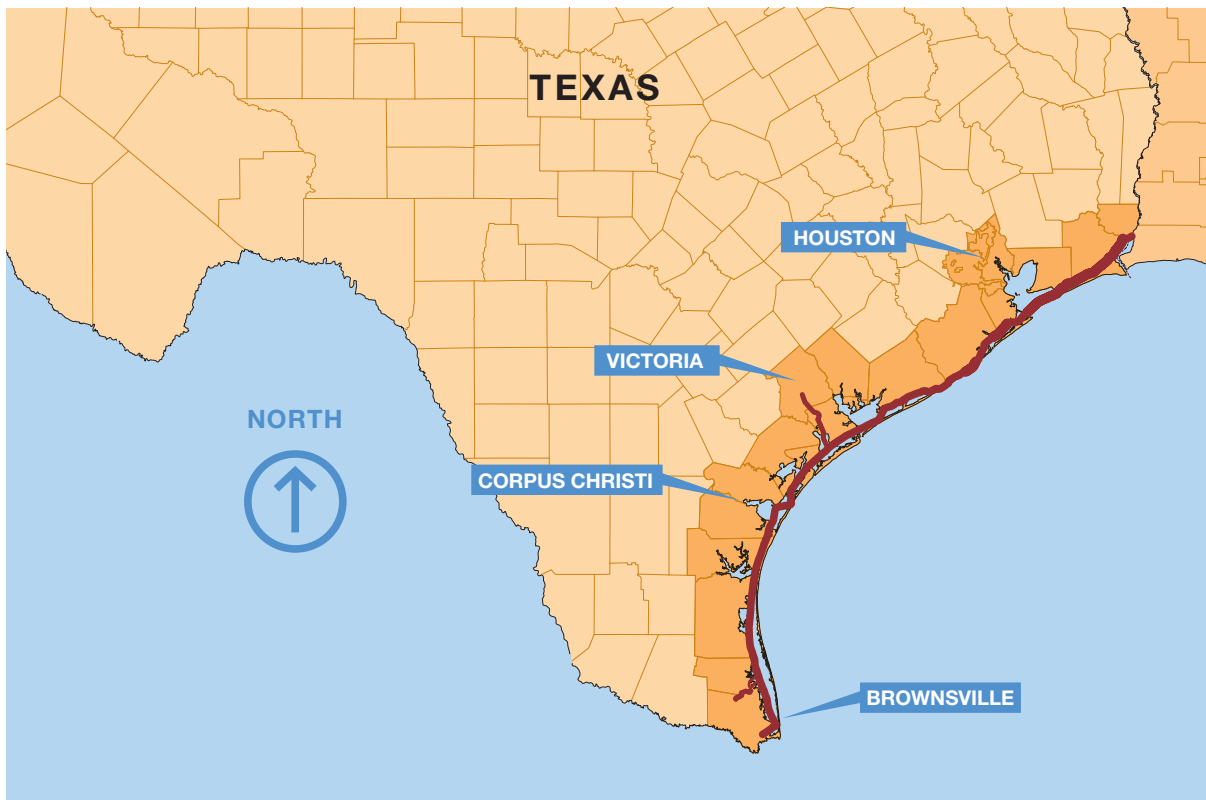 TEXAS
HOUSTON
VICTORIA
NORTH
CORPUS CHRISTI
BROWNSVILLE